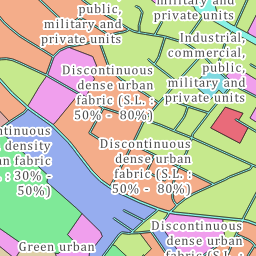 public,
military and
private units
military and
private units
Industrial,
commercial,
public,
military and
private units
Discontinuous
dense urban
fabric (S.L. :
50% - 80%)
density
fabric
: 30% -
50%)
Discontinuous
dense urban
fabric (S.L. :
50% - 80%)
Discontinuous
dense urban
fabric (S.L. :
Green urban